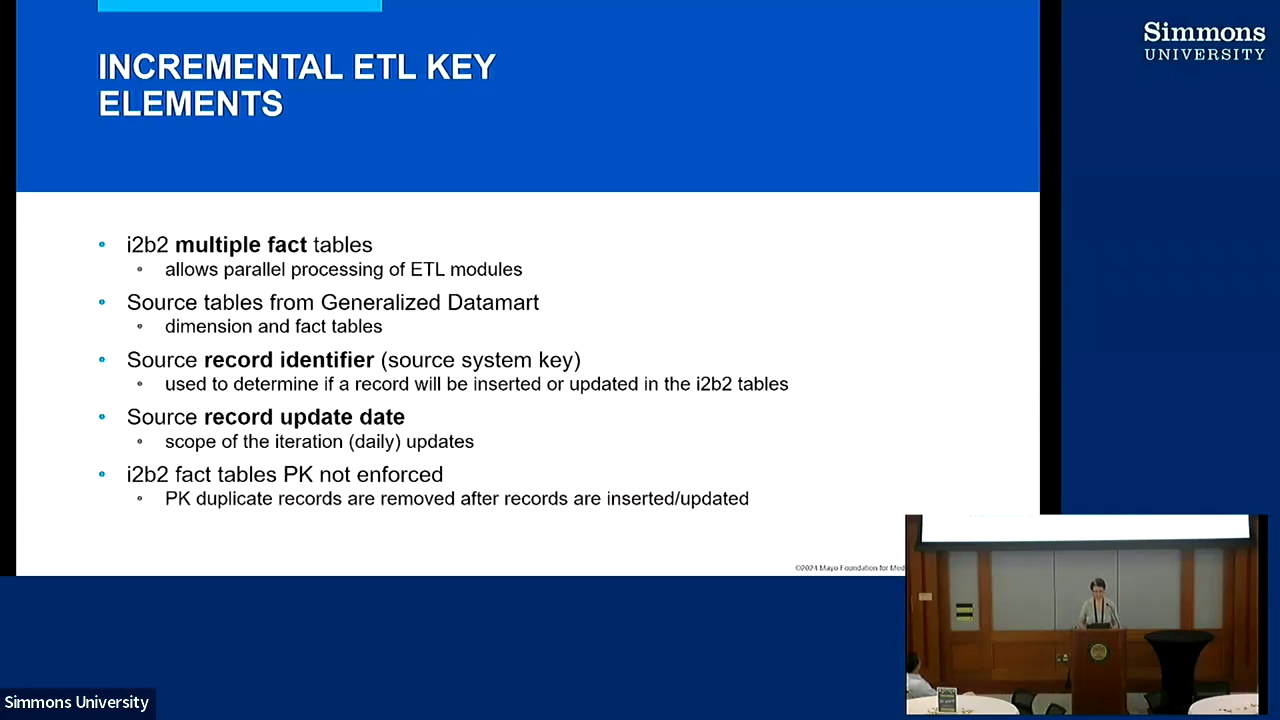 INCREMENTAL ETL KEY
ELEMENTS
Simmons
UNIVERSITY
• i2b2 multiple fact tables
• allows parallel processing of ETL modules
• Source tables from Generalized Datamart
• dimension and fact tables
• Source record identifier (source system key)
• used to determine if a record will be inserted or updated in the i2b2 tables
• Source record update date
• scope of the iteration (daily) updates
• i2b2 fact tables PK not enforced
• PK duplicate records are removed after records are inserted/updated
©2024 Mayo Foundation for Med
Simmons University